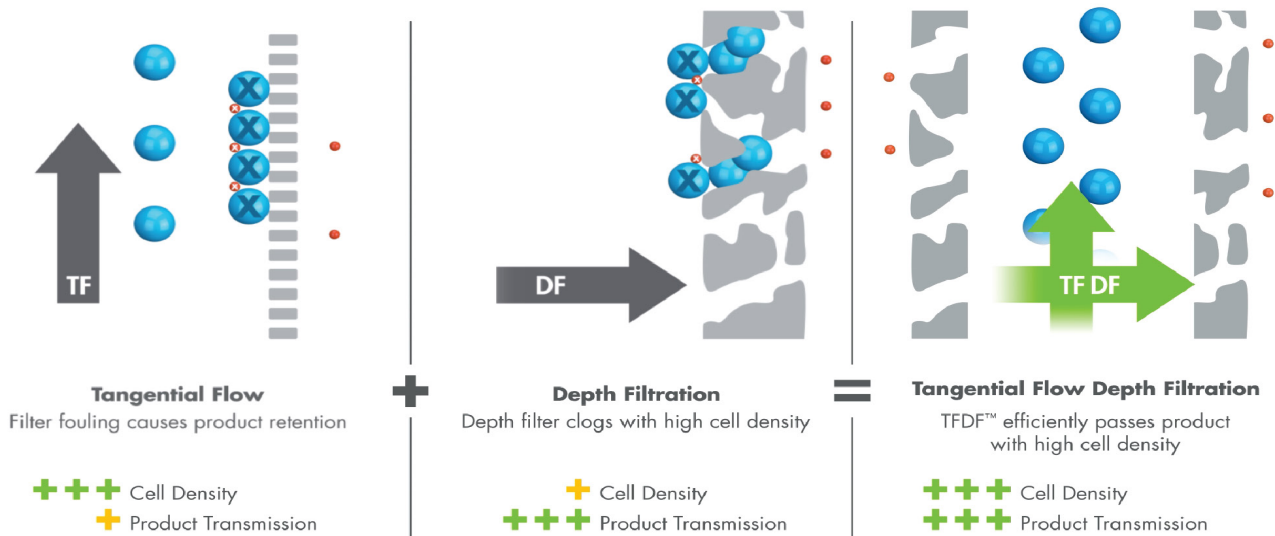 TF
Tangential Flow
Filter fouling causes product retention
+ + + Cell Density
+ Product Transmission
+
DF
Depth Filtration
Depth filter clogs with high cell density
+ Cell Density
+ + + Product Transmission
=
TF DF
Tangential Flow Depth Filtration
TFDF™ efficiently passes product
with high cell density
+ + + Cell Density
+ + + Product Transmission
X
X
X
X
X
X
X
x
x
x
x
x